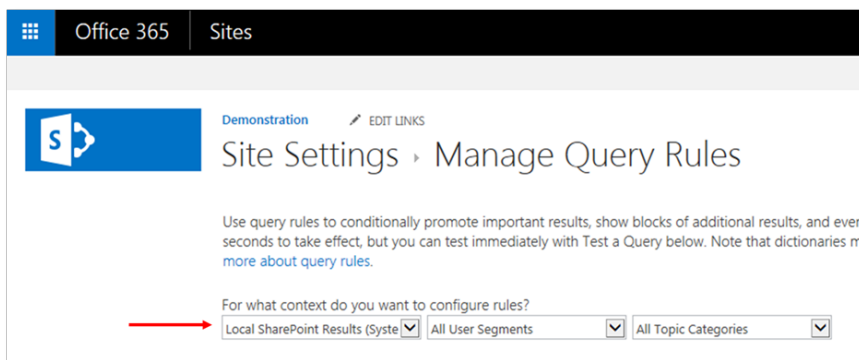 Office 365 Sites
S
Demonstration EDIT LINKS
Site Settings › Manage Query Rules
Use query rules to conditionally promote important results, show blocks of additional results, and ever
seconds to take effect, but you can test immediately with Test a Query below. Note that dictionaries m
more about query rules.
For what context do you want to configure rules?
Local SharePoint Results (Syste All User Segments All Topic Categories